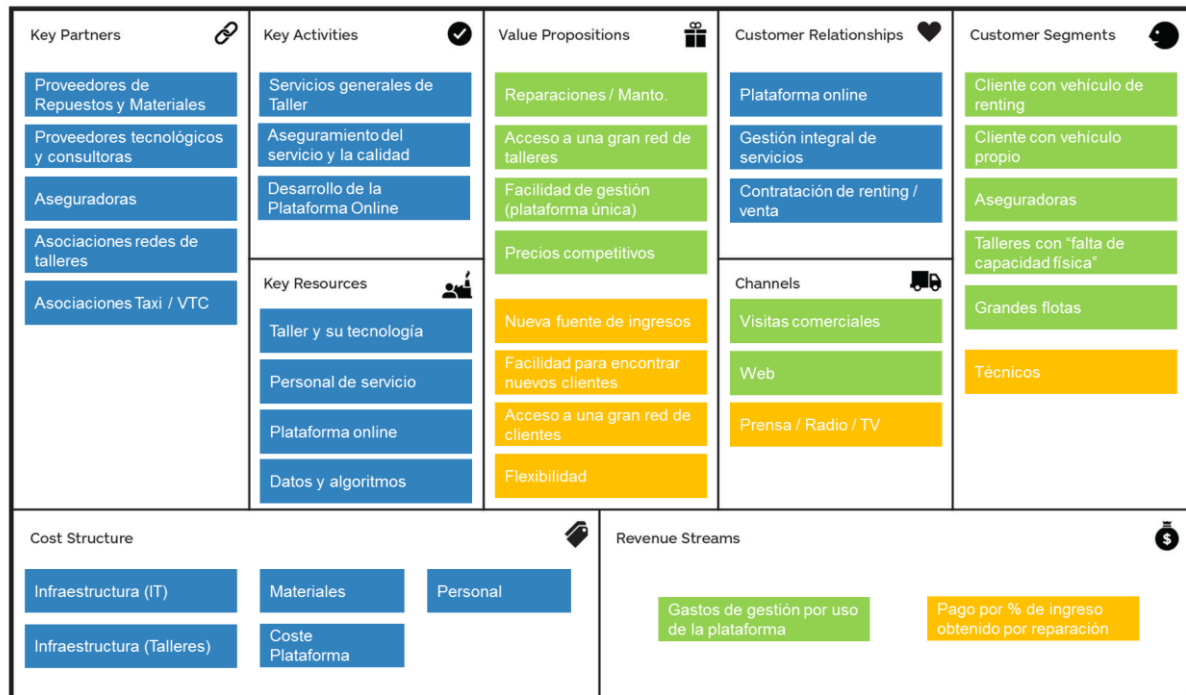 Key Partners
Proveedores de
Repuestos y Materiales
Proveedores tecnológicos
y consultoras
Aseguradoras
Asociaciones redes de
talleres
Asociaciones Taxi / VTC
Key Activities
Servicios generales de
Taller
Aseguramiento del
servicio y la calidad
Desarrollo de la
Plataforma Online
Key Resources
Taller y su tecnología
Personal de servicio
Plataforma online
Datos y algoritmos
Value Propositions
Reparaciones / Manto.
Acceso a una gran red de
talleres
Facilidad de gestión
(plataforma única)
Precios competitivos
Nueva fuente de ingresos
Facilidad para encontrar
nuevos clientes
Acceso a una gran red de
clientes
Flexibilidad
Customer Relationships
Plataforma online
Gestión integral de
servicios
Contratación de renting /
venta
Channels
Visitas comerciales
Web
Prensa / Radio / TV
Customer Segments
Cliente con vehículo de
renting
Cliente con vehículo
propio
Aseguradoras
Talleres con “falta de
capacidad física”
Grandes flotas
Técnicos
Cost Structure
Infraestructura (IT)
Materiales
Personal
Infraestructura (Talleres)
Coste
Plataforma
Revenue Streams
$
Gastos de gestión por uso
de la plataforma
Pago por % de ingreso
obtenido por reparación